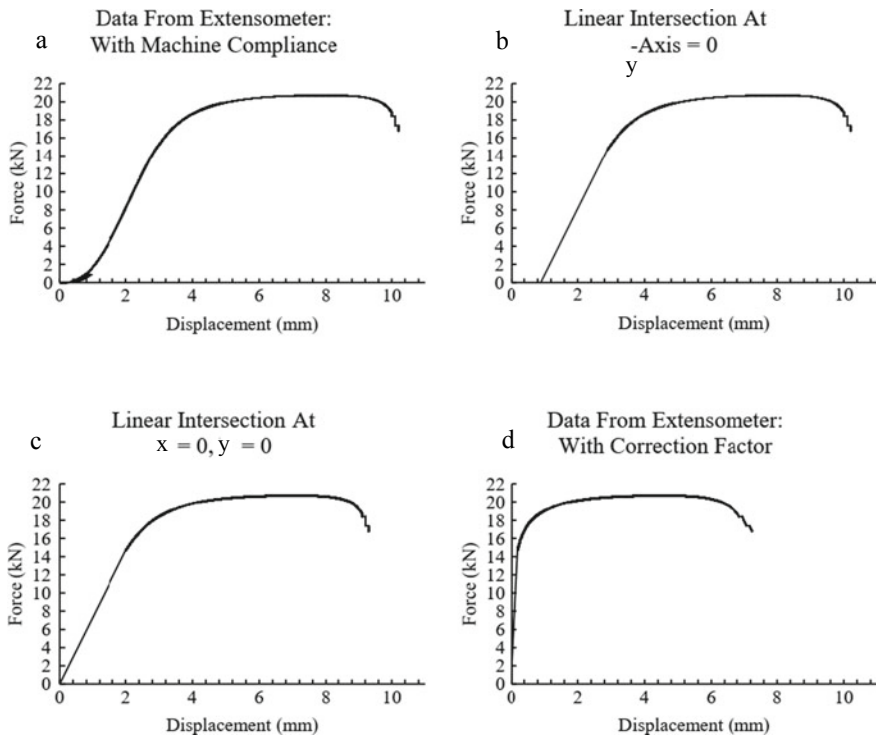 a
Data From Extensometer:
With Machine Compliance
22
20
18
16
14
12
10
8
6
4
2
0
Force (kN)
0 2 4 6 8 10
Displacement (mm)
b
Linear Intersection At
-Axis = 0
y
22
20
18
16
14
12
10
8
6
4
2
0
Force (kN)
0 2 4 6 8 10
Displacement (mm)
c
Linear Intersection At
x = 0, y = 0
22
20
18
16
14
12
10
8
6
4
2
0
Force (kN)
0 2 4 6 8 10
Displacement (mm)
d
Data From Extensometer:
With Correction Factor
22
20
18
16
14
12
10
8
6
4
2
0
Force (kN)
0 2 4 6 8 10
Displacement (mm)